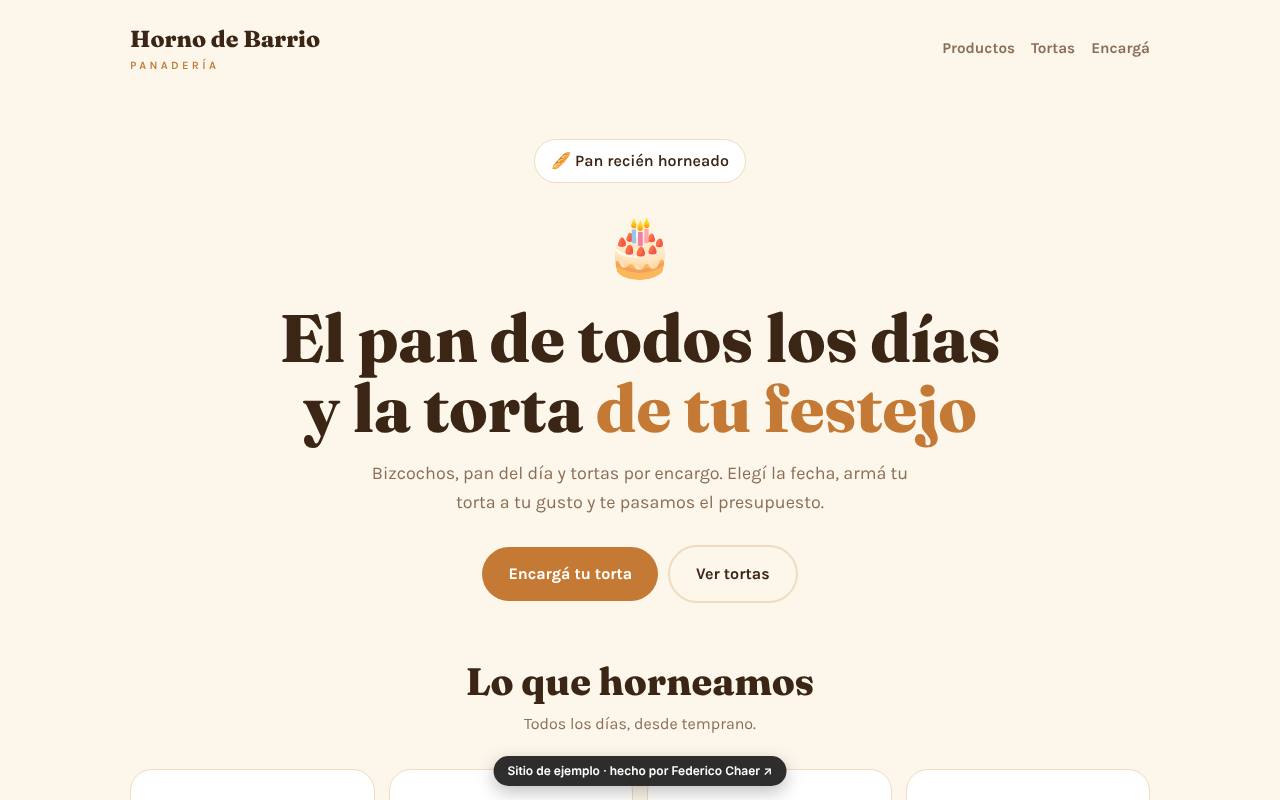 Horno de Barrio
PANADERÍA
Productos Tortas Encargá
🥖 Pan recién horneado
El pan de todos los días
y la torta de tu festejo
Bizcochos, pan del día y tortas por encargo. Elegí la fecha, armá tu
torta a tu gusto y te pasamos el presupuesto.
Encargá tu torta
Ver tortas
Lo que horneamos
Todos los días, desde temprano.
Sitio de ejemplo · hecho por Federico Chaer ↗